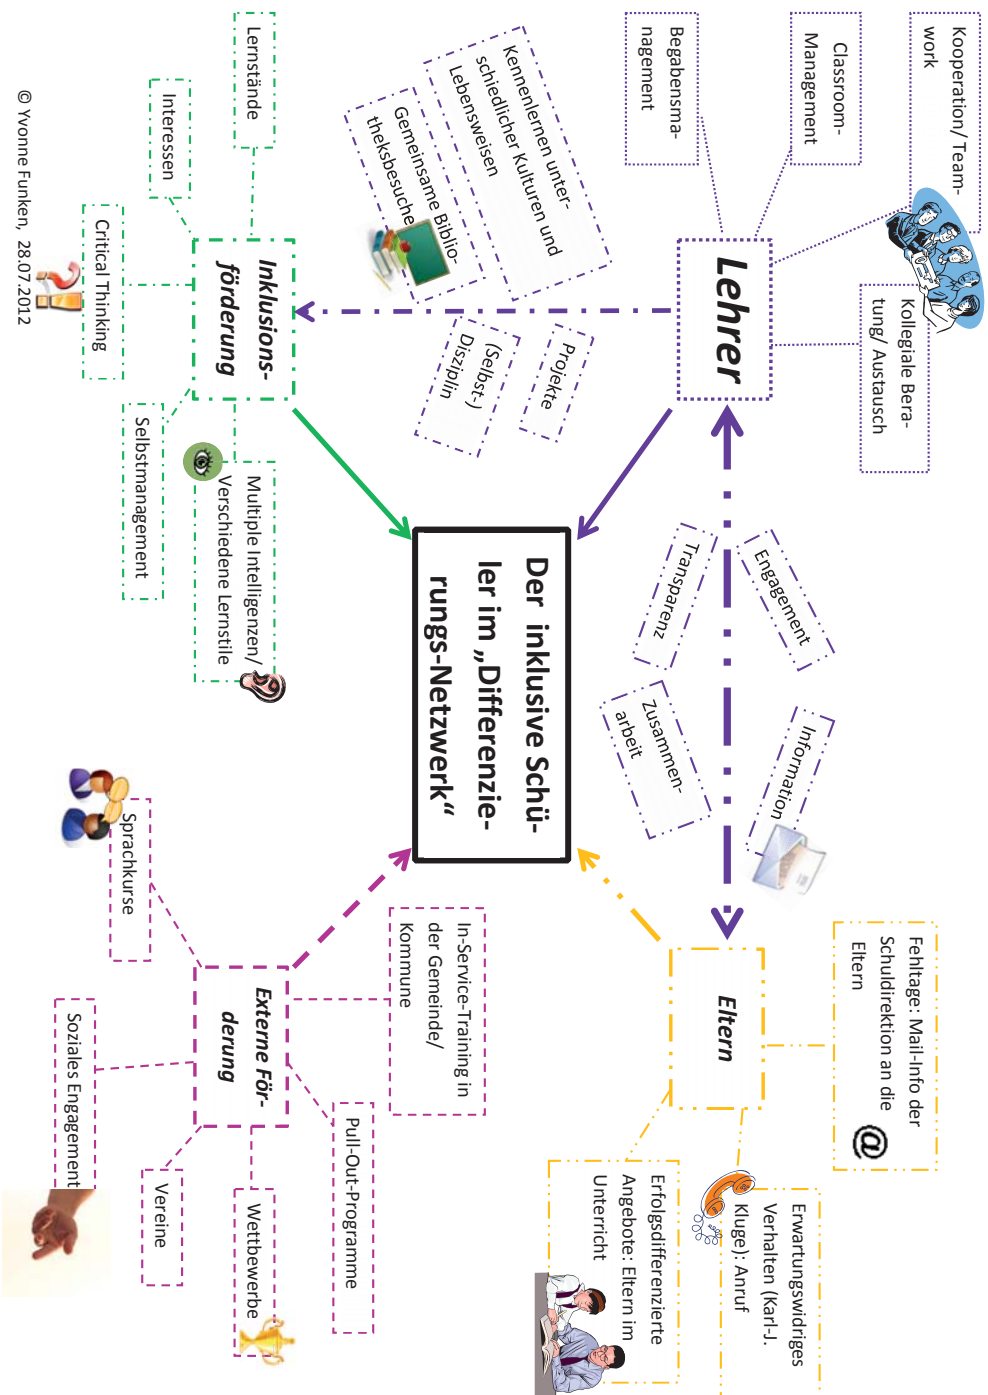 Kooperation/ Team-
work
Classroom-
Management
Begabensma-
nagement
Kollegiale Bera-
tung/ Austausch
Lehrer
Kennenlernen unter-
schiedlicher Kulturen und
Lebensweisen
Gemeinsame Biblio-
theksbesuche
Projekte
(Selbst-)
Disziplin
Engagement
Transparenz
Information
Zusammen-
arbeit
Fehltage: Mail-Info der
Schuldirektion an die
Eltern
@
Eltern
Erwartungswidriges
Verhalten (Karl-J.
Kluge): Anruf
Erfolgsdifferenzierte
Angebote: Eltern im
Unterricht
Der inklusive Schü-
ler im „Differenzie-
rungs-Netzwerk“
Lernstände
Interessen
Inklusions-
förderung
Critical Thinking
Selbstmanagement
Multiple Intelligenzen/
Verschiedene Lernstile
In-Service-Training in
der Gemeinde/
Kommune
Pull-Out-Programme
Externe För-
derung
Sprachkurse
Soziales Engagement
Vereine
Wettbewerbe
© Yvonne Funken, 28.07.2012